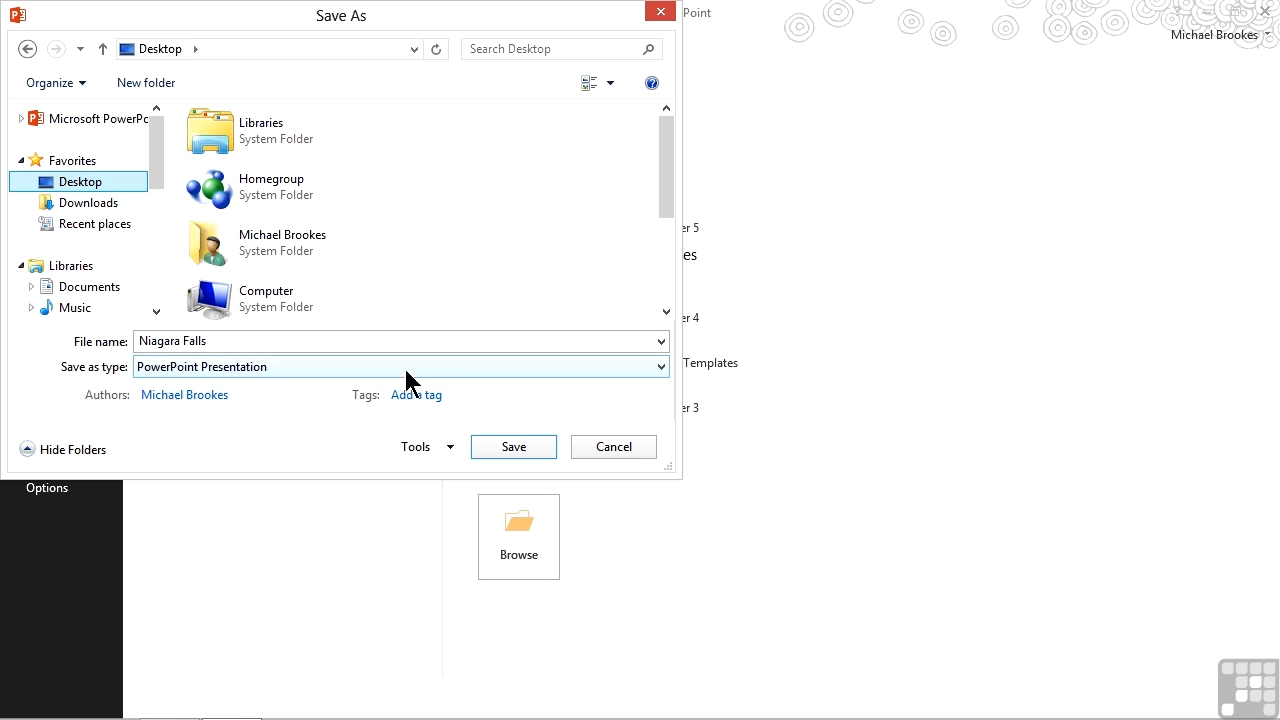 Save As
Point
Michael Brookes
Desktop
Search Desktop
Organize
New folder
Microsoft PowerPc
Favorites
Desktop
Downloads
Recent places
Libraries
Documents
Music
Libraries
System Folder
Homegroup
System Folder
Michael Brookes
System Folder
Computer
System Folder
File name: Niagara Falls
Save as type: PowerPoint Presentation
Authors: Michael Brookes
Tags: Add a tag
Hide Folders
Tools
Save
Cancel
er 5
es
er 4
Templates
er 3
Options
Browse